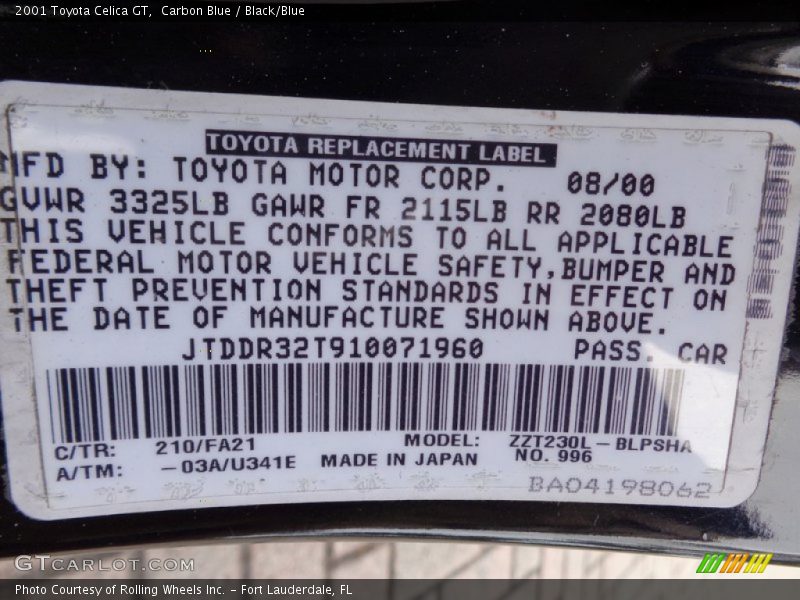 2001 Toyota Celica GT, Carbon Blue / Black/Blue
TOYOTA REPLACEMENT LABEL
MFD BY: TOYOTA MOTOR CORP. 08/00
GVWR 3325LB GAWR FR 2115LB RR 2080LB
THIS VEHICLE CONFORMS TO ALL APPLICABLE
FEDERAL MOTOR VEHICLE SAFETY,BUMPER AND
THEFT PREVENTION STANDARDS IN EFFECT ON
THE DATE OF MANUFACTURE SHOWN ABOVE.
JTDDR32T910071960 PASS. CAR
C/TR: 210/FA21 MODEL: ZZT230L-BLPSHA
A/TM: -03A/U341E MADE IN JAPAN NO. 996
BA04198062
GTCARLOT.COM
Photo Courtesy of Rolling Wheels Inc. - Fort Lauderdale, FL